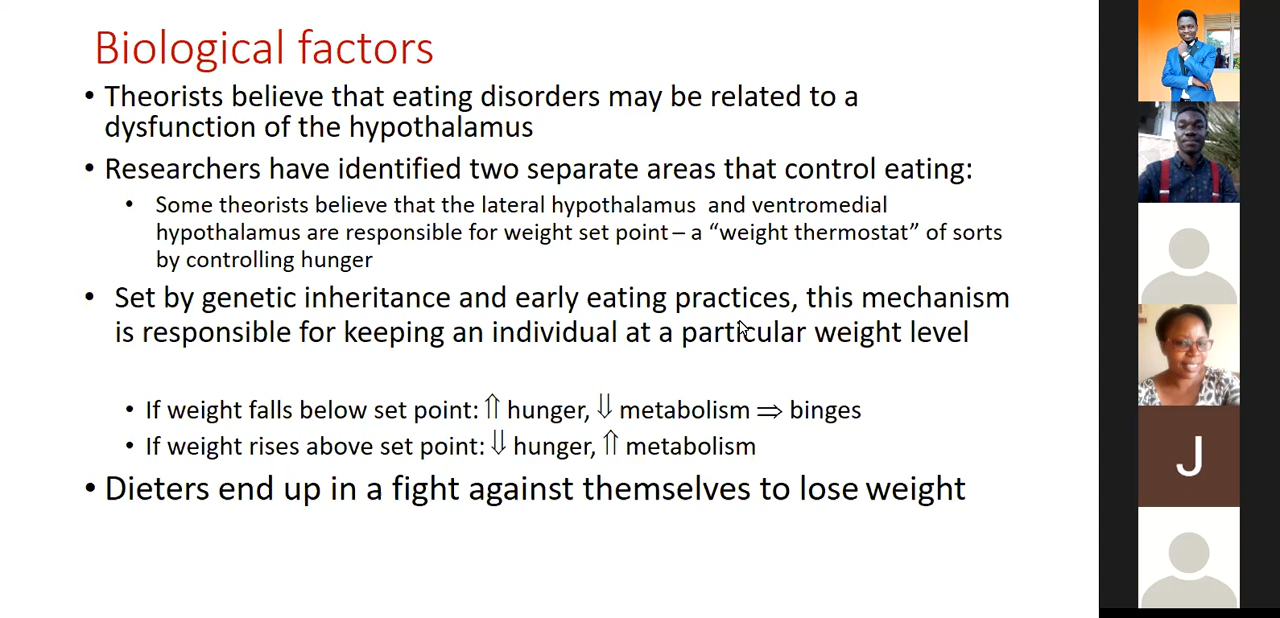 Biological factors
• Theorists believe that eating disorders may be related to a
dysfunction of the hypothalamus
• Researchers have identified two separate areas that control eating:
• Some theorists believe that the lateral hypothalamus and ventromedial
hypothalamus are responsible for weight set point – a “weight thermostat” of sorts
by controlling hunger
• Set by genetic inheritance and early eating practices, this mechanism
is responsible for keeping an individual at a particular weight level
• If weight falls below set point: ⇑ hunger, ⇓ metabolism ⇒ binges
• If weight rises above set point: ⇓ hunger, ⇑ metabolism
• Dieters end up in a fight against themselves to lose weight
J